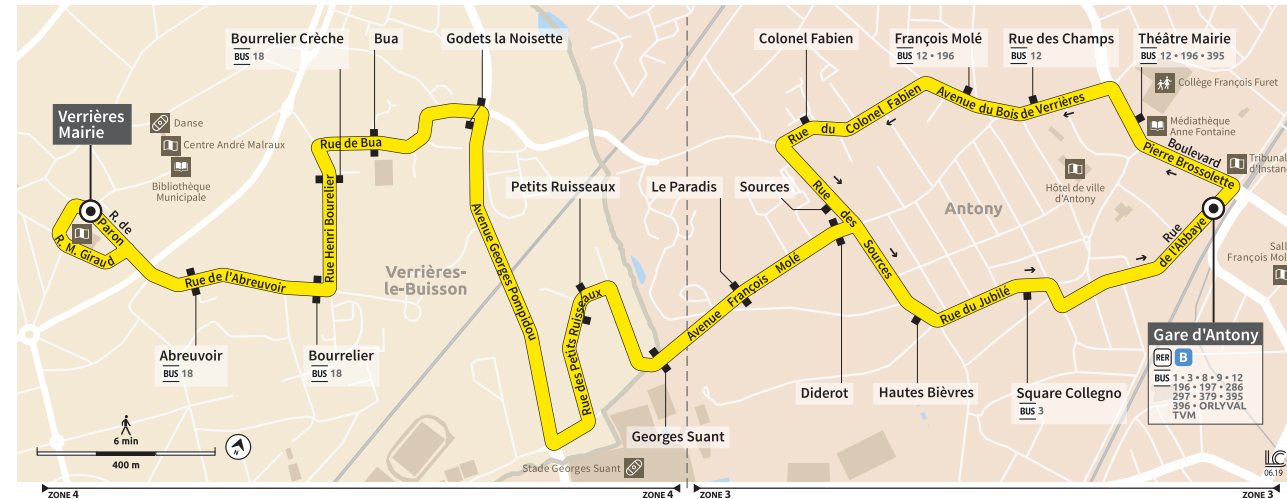 Bourrelier Crèche
BUS 18
Bua
Godets la Noisette
Colonel Fabien
François Molé
BUS 12 • 196
Rue des Champs
BUS 12
Théâtre Mairie
BUS 12 • 196 • 395
Verrières
Mairie
Danse
Centre André Malraux
Bibliothèque
Municipale
Collège François Furet
Médiathèque
Anne Fontaine
Tribunal
d'Instanc
Hôtel de ville
d'Antony
Rue de Bua
Rue du Colonel Fabien
Avenue du Bois de Verrières
Boulevard
Pierre Brossolette
Petits Ruisseaux
Le Paradis
Sources
R. de
Paron
R. M. Giraud
Rue Henri Bourelier
Rue de l'Abreuvoir
Avenue Georges Pompidou
Rue des Petits Ruisseaux
Avenue François Molé
Rue des Sources
Rue du Jubilé
Rue
de l'Abbaye
Antony
Verrières-
le-Buisson
Sall
François Mol
Abreuvoir
BUS 18
Bourrelier
BUS 18
Diderot
Hautes Bièvres
Square Collegno
BUS 3
Gare d'Antony
RER B
BUS 1 • 3 • 8 • 9 • 12
196 • 197 • 286
297 • 379 • 395
396 • ORLYVAL
TVM
Georges Suant
Stade Georges Suant
6 min
400 m
N
LC
06.19
ZONE 4
ZONE 4
ZONE 3
ZONE 3